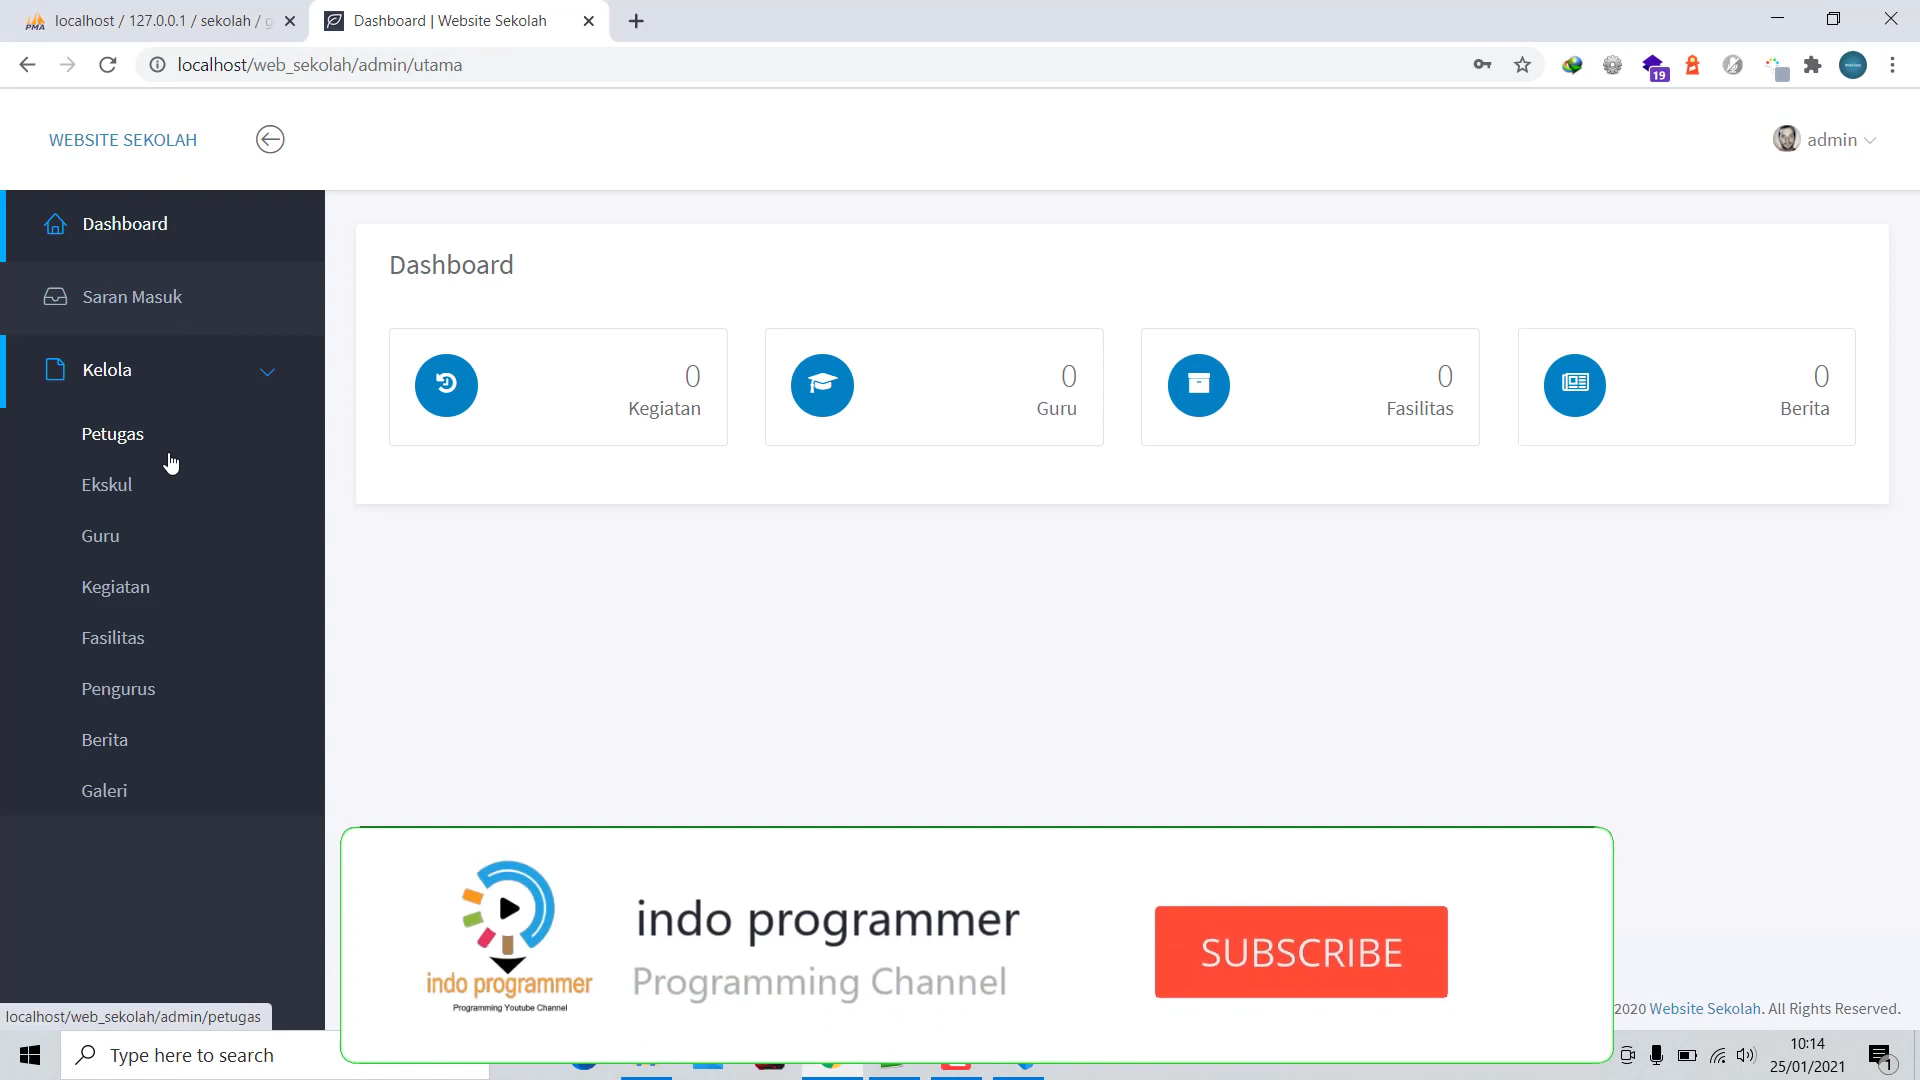 localhost / 127.0.0.1 / sekolah / g
Dashboard | Website Sekolah
localhost/web_sekolah/admin/utama
19
WEBSITE SEKOLAH
admin
Dashboard
Saran Masuk
Kelola
Petugas
Ekskul
Guru
Kegiatan
Fasilitas
Pengurus
Berita
Galeri
Dashboard
0
Kegiatan
0
Guru
0
Fasilitas
0
Berita
indo programmer
Programming Youtube Channel
indo programmer
Programming Channel
SUBSCRIBE
2020 Website Sekolah. All Rights Reserved.
localhost/web_sekolah/admin/petugas
Type here to search
10:14
25/01/2021
1